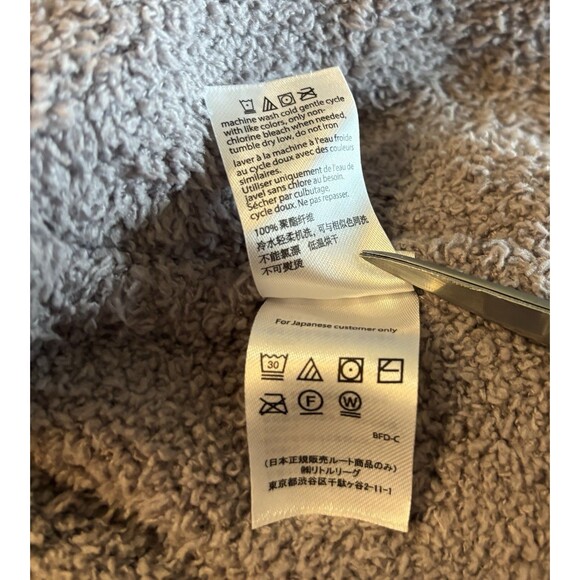 machine wash cold gentle cycle
with like colors, only non-
chlorine bleach when needed,
tumble dry low, do not iron
laver à la machine à l'eau froide
au cycle doux avec des couleurs
similaires.
Utiliser uniquement de l'eau de
javel sans chlore au besoin.
Sécher par culbutage,
cycle doux. Ne pas repasser.
100% 聚酯纤维
冷水轻柔机洗，可与相似色同洗
不能氯漂 低温烘干
不可熨烫
For Japanese customer only
30
F W
BFD-C
(日本正規販売ルート商品のみ)
㈱リトルリーグ
東京都渋谷区千駄ヶ谷2-11-1